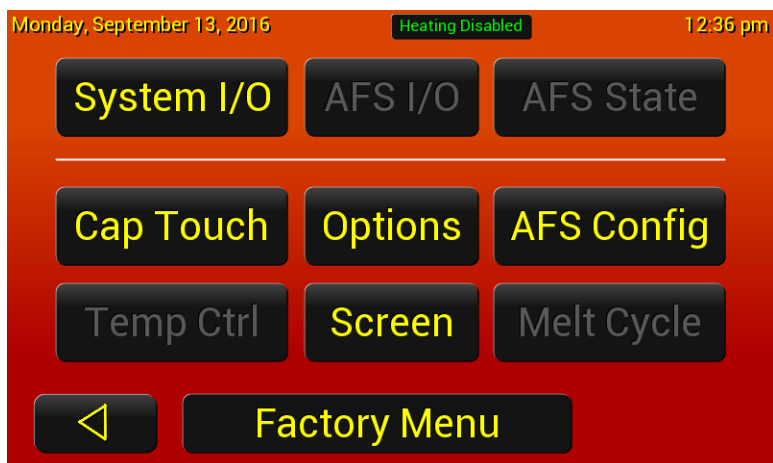 Monday, September 13, 2016 Heating Disabled 12:36 pm
System I/O AFS I/O AFS State
Cap Touch Options AFS Config
Temp Ctrl Screen Melt Cycle
Factory Menu